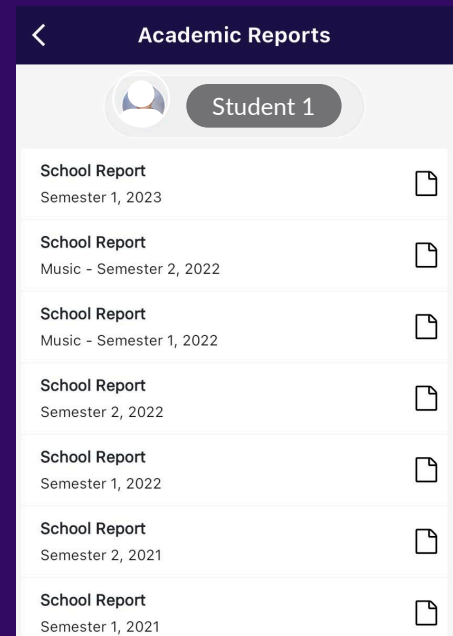 Academic Reports
Student 1
School Report
Semester 1, 2023
School Report
Music - Semester 2, 2022
School Report
Music - Semester 1, 2022
School Report
Semester 2, 2022
School Report
Semester 1, 2022
School Report
Semester 2, 2021
School Report
Semester 1, 2021